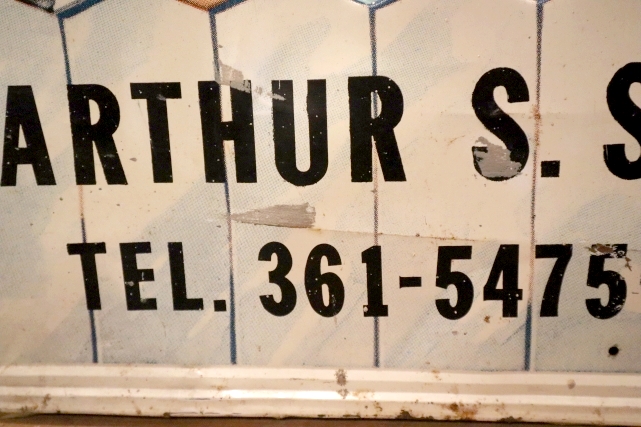 ARTHUR S. S
TEL. 361-5475